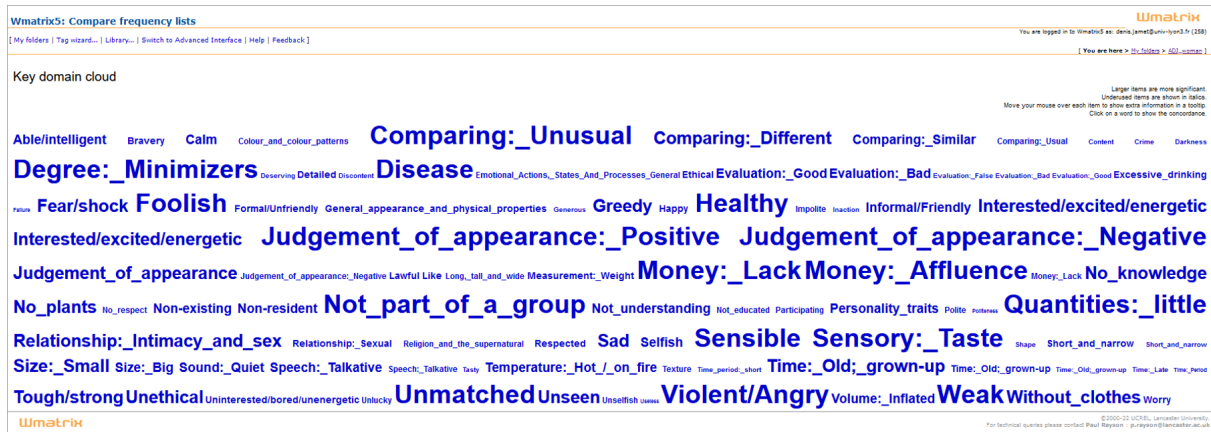 Wmatrix5: Compare frequency lists
Wmatrix
You are logged in to Wmatrix5 as: denis.jamet@univ-lyon3.fr (258)
[ My folders | Tag wizard... | Library... | Switch to Advanced Interface | Help | Feedback ]
[ You are here > My folders > ADJ_woman ]
Key domain cloud
Larger items are more significant.
Underused items are shown in italics.
Move your mouse over each item to show extra information in a tooltip.
Click on a word to show the concordance.
Able/intelligent Bravery Calm Colour_and_colour_patterns Comparing:_Unusual Comparing:_Different Comparing:_Similar Comparing:_Usual Content Crime Darkness
Degree:_Minimizers Deserving Detailed Discontent Disease Emotional_Actions,_States_And_Processes_General Ethical Evaluation:_Good Evaluation:_Bad Evaluation:_False Evaluation:_Bad Evaluation:_Good Excessive_drinking
Failure Fear/shock Foolish Formal/Unfriendly General_appearance_and_physical_properties Generous Greedy Happy Healthy Impolite Inaction Informal/Friendly Interested/excited/energetic
Interested/excited/energetic Judgement_of_appearance:_Positive Judgement_of_appearance:_Negative
Judgement_of_appearance Judgement_of_appearance:_Negative Lawful Like Long,_tall_and_wide Measurement:_Weight Money:_Lack Money:_Affluence Money:_Lack No_knowledge
No_plants No_respect Non-existing Non-resident Not_part_of_a_group Not_understanding Not_educated Participating Personality_traits Polite Politeness Quantities:_little
Relationship:_Intimacy_and_sex Relationship:_Sexual Religion_and_the_supernatural Respected Sad Selfish Sensible Sensory:_Taste Shape Short_and_narrow Short_and_narrow
Size:_Small Size:_Big Sound:_Quiet Speech:_Talkative Speech:_Talkative Tasty Temperature:_Hot_/_on_fire Texture Time_period:_short Time:_Old;_grown-up Time:_Old;_grown-up Time:_Old;_grown-up Time:_Late Time:_Period
Tough/strong Unethical Uninterested/bored/unenergetic Unlucky Unmatched Unseen Unselfish Useless Violent/Angry Volume:_Inflated Weak Without_clothes Worry
Wmatrix
©2000-22 UCREL, Lancaster University.
For technical queries please contact Paul Rayson : p.rayson@lancaster.ac.uk